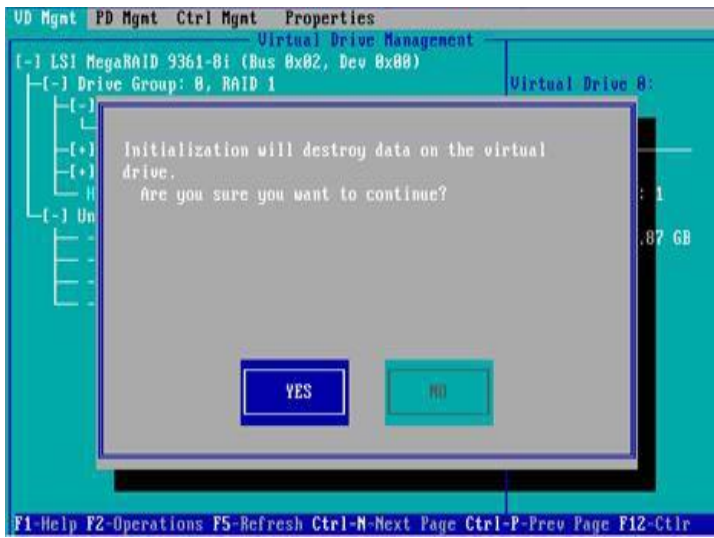 VD Mgmt PD Mgmt Ctrl Mgmt Properties
Virtual Drive Management
[-] LSI MegaRAID 9361-8i (Bus 0x02, Dev 0x00)
[-] Drive Group: 0, RAID 1
Virtual Drive 0:
[-]
Initialization will destroy data on the virtual
[+]
drive.
[+]
Are you sure you want to continue?
H
: 1
[-] Un
.87 GB
YES
NO
F1-Help F2-Operations F5-Refresh Ctrl-N-Next Page Ctrl-P-Prev Page F12-Ctlr